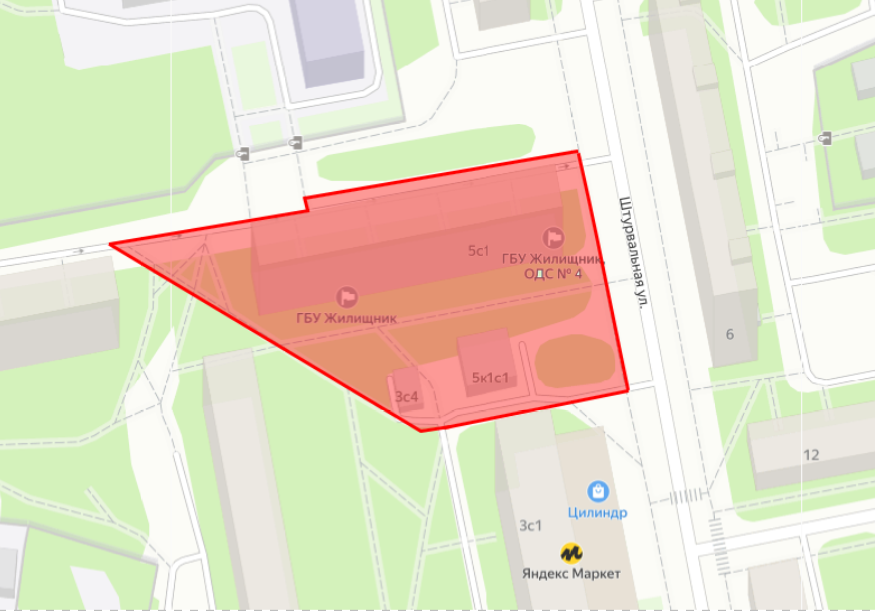 Штурвальная ул.
5с1
ГБУ Жилищник,
ОДС № 4
ГБУ Жилищник
6
5к1с1
3с4
12
Цилиндр
3с1
Яндекс Маркет